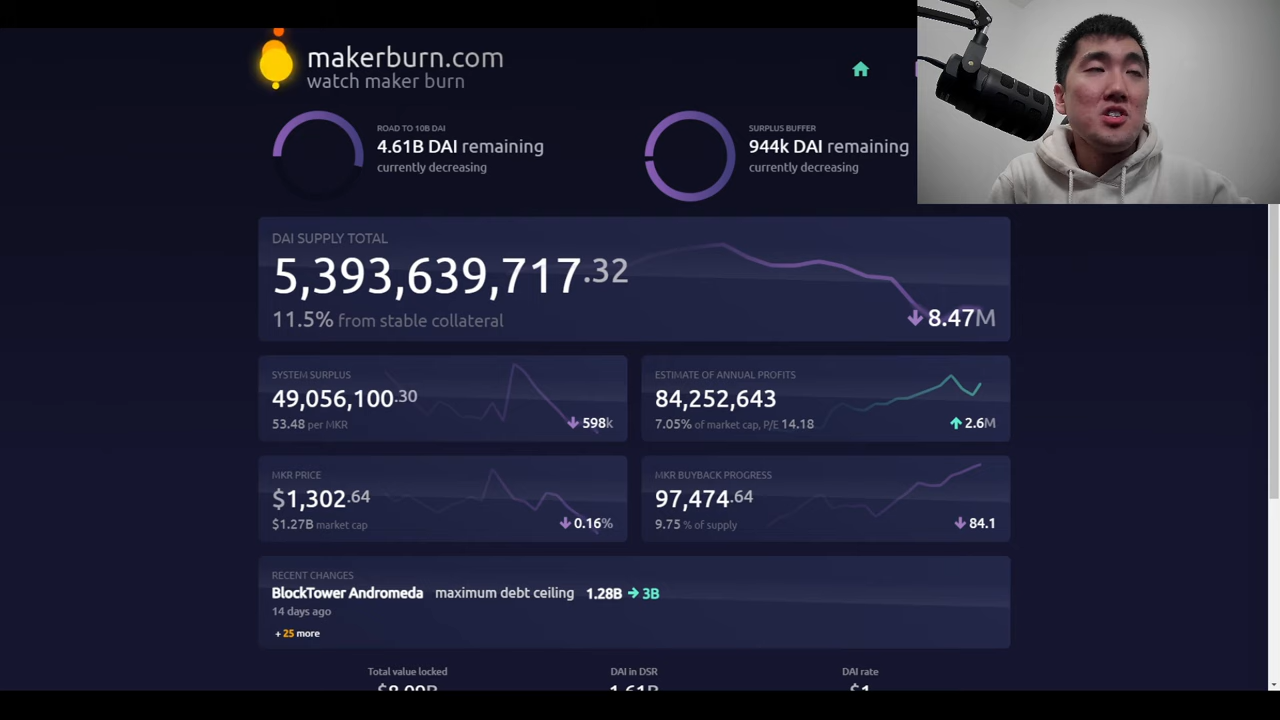 makerburn.com
watch maker burn
ROAD TO 10B DAI
4.61B DAI remaining
currently decreasing
SURPLUS BUFFER
944k DAI remaining
currently decreasing
DAI SUPPLY TOTAL
5,393,639,717.32
11.5% from stable collateral
8.47M
SYSTEM SURPLUS
49,056,100.30
53.48 per MKR
598k
ESTIMATE OF ANNUAL PROFITS
84,252,643
7.05% of market cap, P/E 14.18
2.6M
MKR PRICE
$1,302.64
$1.27B market cap
0.16%
MKR BUYBACK PROGRESS
97,474.64
9.75 % of supply
84.1
RECENT CHANGES
BlockTower Andromeda maximum debt ceiling 1.28B → 3B
14 days ago
+ 25 more
Total value locked
DAI in DSR
DAI rate
$1